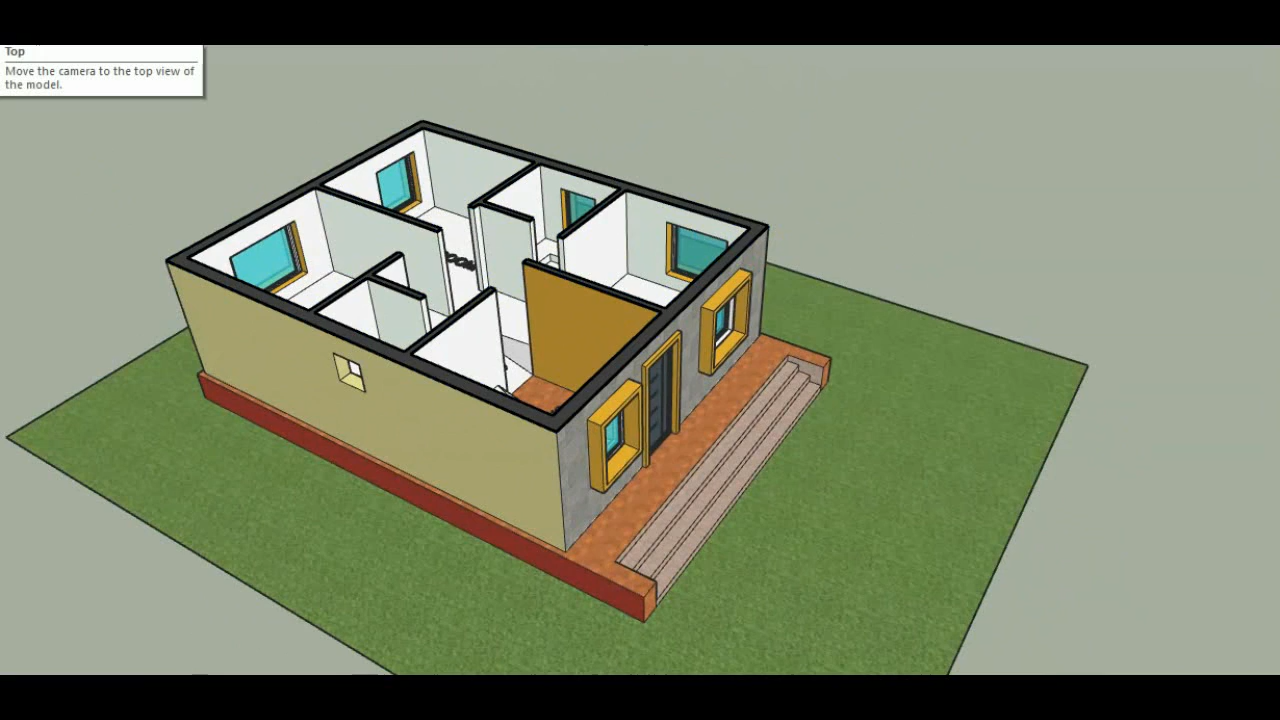 Top
Move the camera to the top view of
the model.